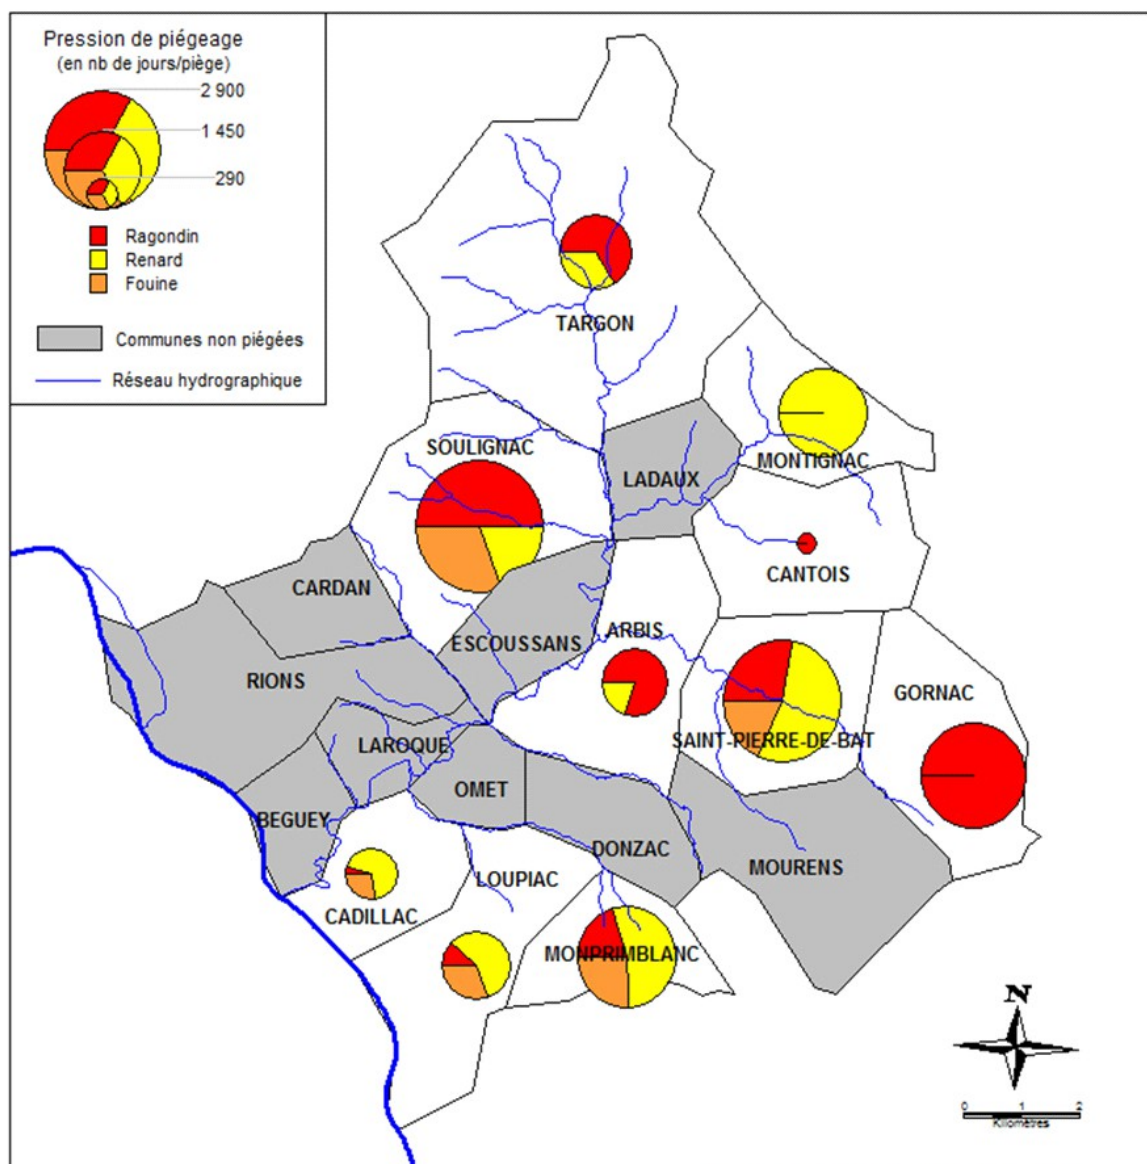 Pression de piégeage
(en nb de jours/piège)
2 900
1 450
290
Ragondin
Renard
Fouine
Communes non piégées
Réseau hydrographique
TARGON
SOULIGNAC
MONTIGNAC
LADAUX
CANTOIS
CARDAN
ESCOUSSANS
ARBIS
RIONS
GORNAC
SAINT-PIERRE-DE-BAT
LAROQUE
OMET
BEGUEY
DONZAC
MOURENS
LOUPIAC
CADILLAC
MONPRIMBLANC
N
0 1 2
Kilomètres